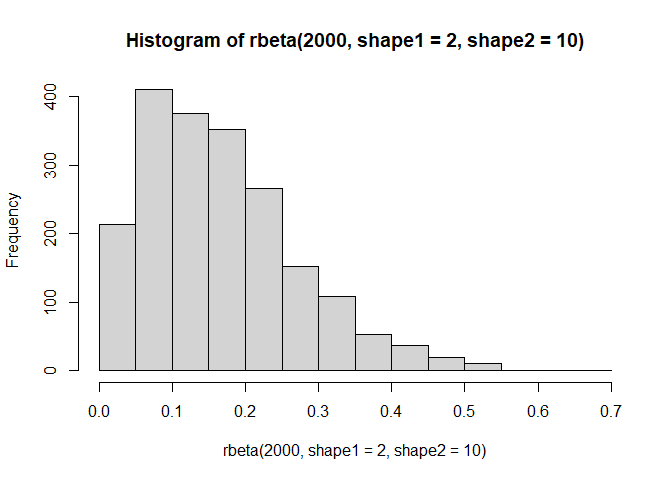 Histogram of rbeta(2000, shape1 = 2, shape2 = 10)
Frequency
400
300
200
100
0
0.0 0.1 0.2 0.3 0.4 0.5 0.6 0.7
rbeta(2000, shape1 = 2, shape2 = 10)